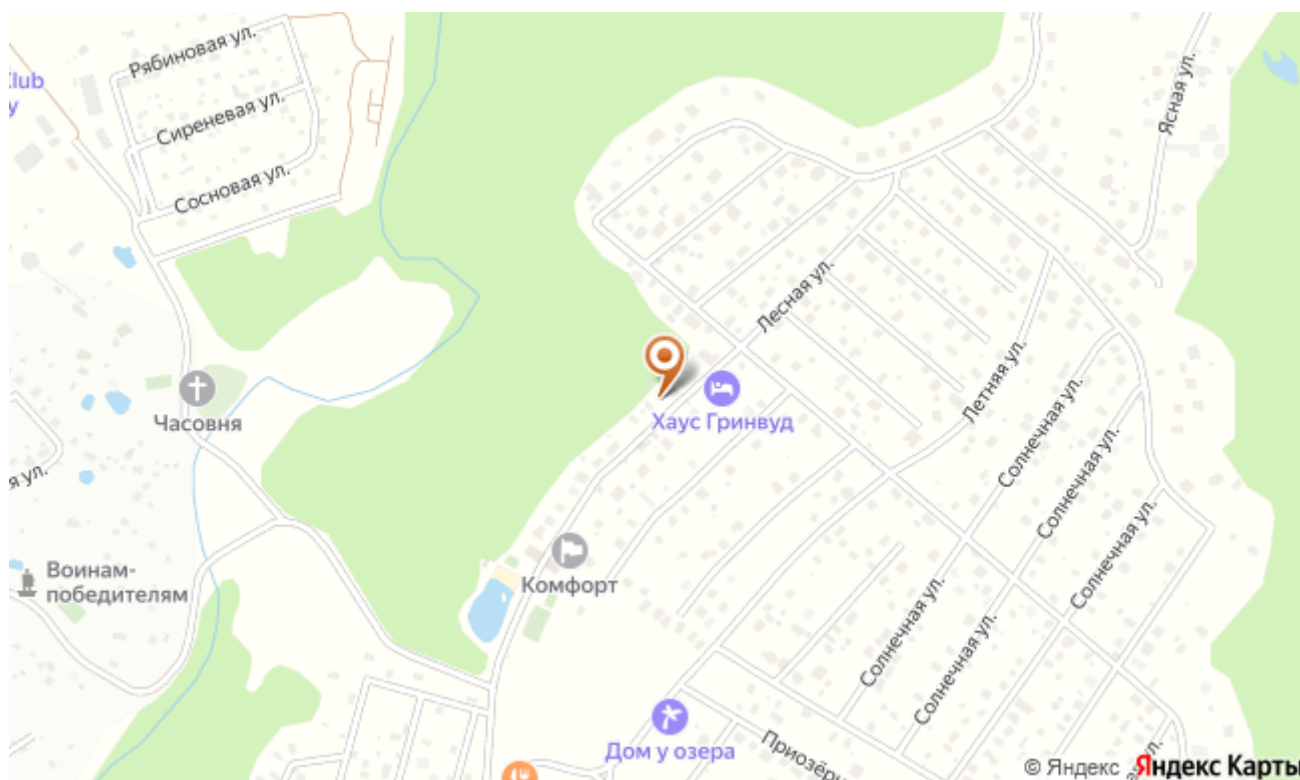 Рябиновая ул.
Club
y
Сиреневая ул.
Сосновая ул.
Ясная ул.
Лесная ул.
Часовня
Хаус Гринвуд
Летняя ул.
Солнечная ул.
Солнечная ул.
Солнечная ул.
я ул.
Воинам-
победителям
Комфорт
Солнечная ул.
Солнечная ул.
Дом у озера
Приозёрн
ул.
© Яндекс Яндекс Карты